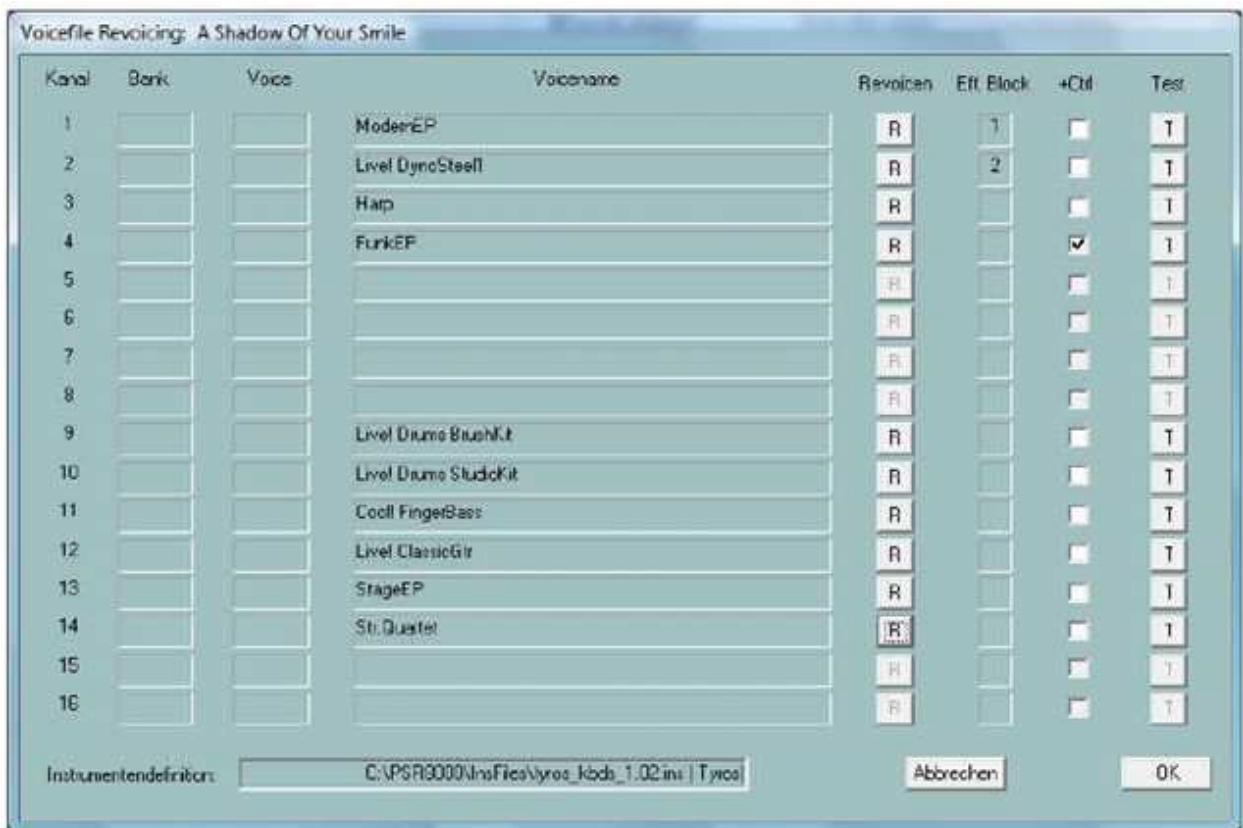 Voicefile Revoicing: A Shadow Of Your Smile
Kanal Bank Voice Voicename Revoicen Eff. Block +Ctrl Test
1 ModernEP R 1 T
2 Live! DynoSteel1 R 2 T
3 Harp R T
4 FunkEP R T
5 R T
6 R T
7 R T
8 R T
9 Live! Drums BrushKit R T
10 Live! Drums StudioKit R T
11 Cool! FingerBass R T
12 Live! ClassicGtr R T
13 StageEP R T
14 Str.Quartet R T
15 R T
16 R T
Instrumentendefinition: C:\PSR9000\InsFiles\tyros_kbds_1.02.ins | Tyros Abbrechen OK